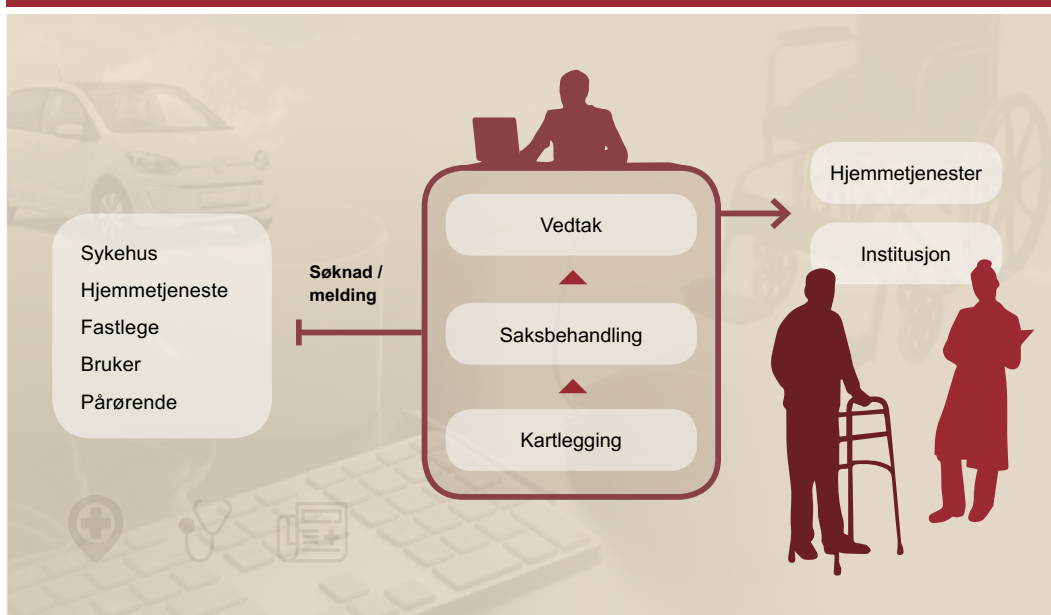 Sykehus
Hjemmetjeneste
Fastlege
Bruker
Pårørende
Søknad /
melding
Vedtak
Saksbehandling
Kartlegging
Hjemmetjenester
Institusjon